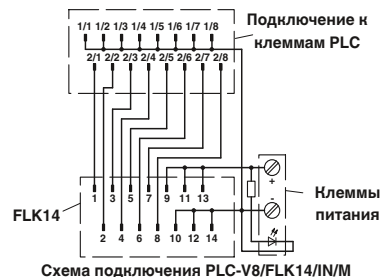 Подключение к
клеммам PLC
1/1 1/2 1/3 1/4 1/5 1/6 1/7 1/8
2/1 2/2 2/3 2/4 2/5 2/6 2/7 2/8
1 3 5 7 9 11 13
+
-
Клеммы
питания
FLK14
2 4 6 8 10 12 14
Схема подключения PLC-V8/FLK14/IN/M